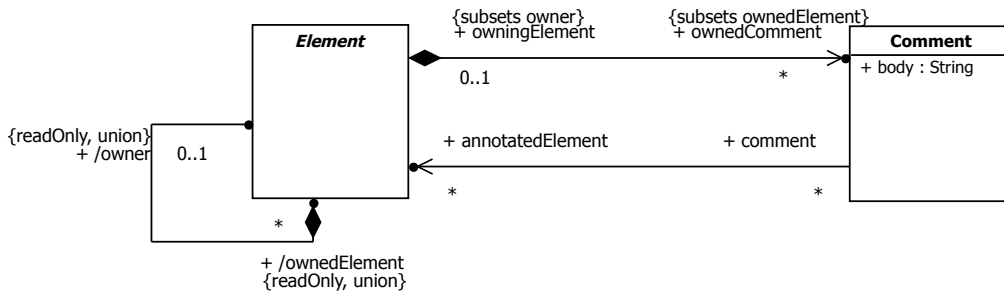 {subsets owner}
+ owningElement
0..1
{subsets ownedElement}
+ ownedComment
*
Element
Comment
+ body : String
{readOnly, union}
+ /owner
0..1
+ annotatedElement
*
+ comment
*
*
+ /ownedElement
{readOnly, union}